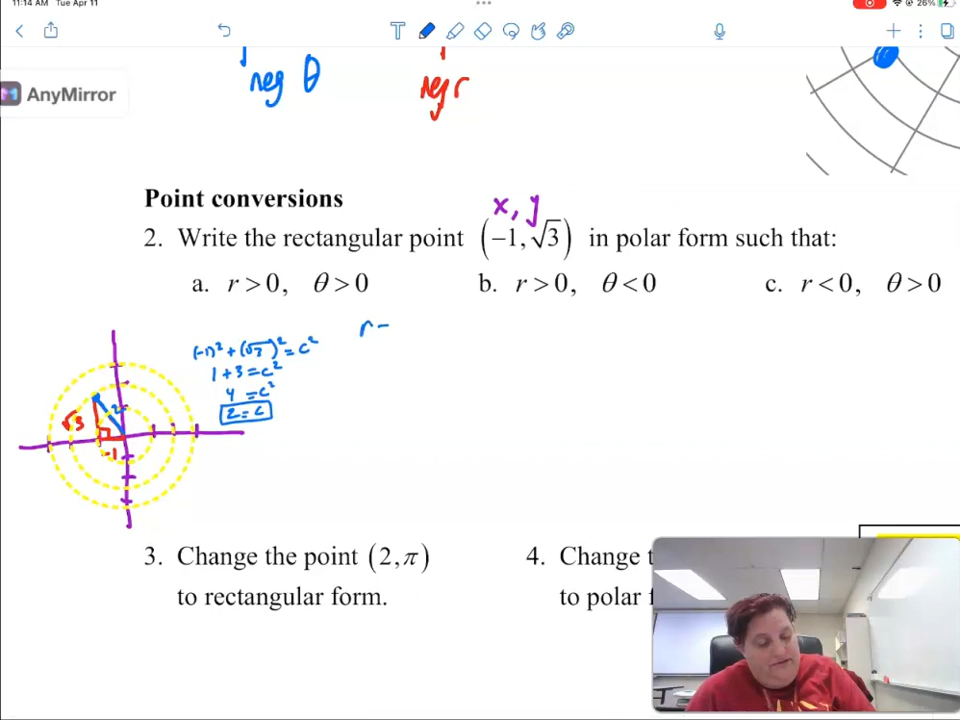 11:14 AM Tue Apr 11
26%
T
neg θ
neg r
AnyMirror
Point conversions
x, y
2. Write the rectangular point (−1, √3) in polar form such that:
a. r > 0, θ > 0
b. r > 0, θ < 0
c. r < 0, θ > 0
r =
(-1)² + (√3)² = c²
1 + 3 = c²
4 = c²
2 = c
2
√3
-1
3. Change the point (2, π)
to rectangular form.
4. Change
to polar